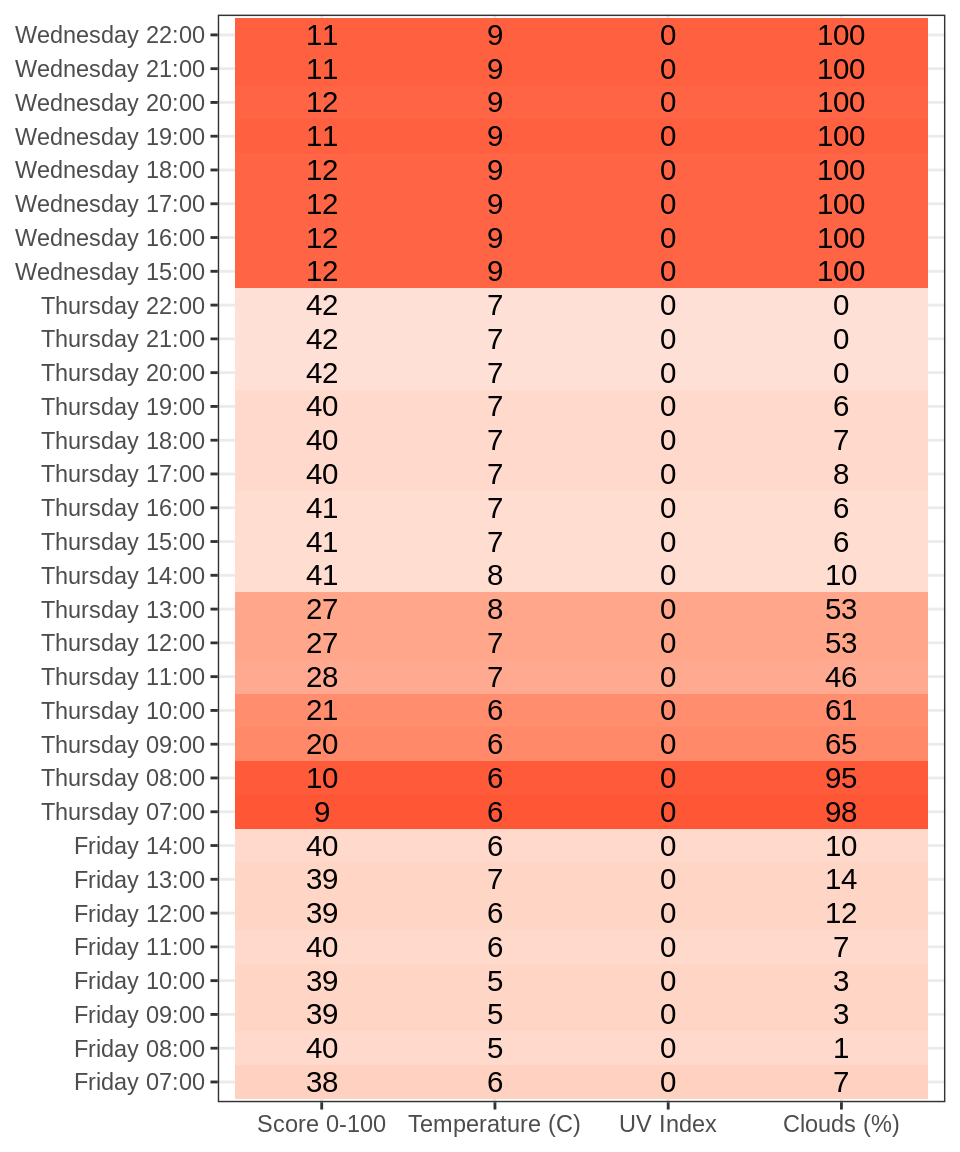 Wednesday 22:00 11 9 0 100
Wednesday 21:00 11 9 0 100
Wednesday 20:00 12 9 0 100
Wednesday 19:00 11 9 0 100
Wednesday 18:00 12 9 0 100
Wednesday 17:00 12 9 0 100
Wednesday 16:00 12 9 0 100
Wednesday 15:00 12 9 0 100
Thursday 22:00 42 7 0 0
Thursday 21:00 42 7 0 0
Thursday 20:00 42 7 0 0
Thursday 19:00 40 7 0 6
Thursday 18:00 40 7 0 7
Thursday 17:00 40 7 0 8
Thursday 16:00 41 7 0 6
Thursday 15:00 41 7 0 6
Thursday 14:00 41 8 0 10
Thursday 13:00 27 8 0 53
Thursday 12:00 27 7 0 53
Thursday 11:00 28 7 0 46
Thursday 10:00 21 6 0 61
Thursday 09:00 20 6 0 65
Thursday 08:00 10 6 0 95
Thursday 07:00 9 6 0 98
Friday 14:00 40 6 0 10
Friday 13:00 39 7 0 14
Friday 12:00 39 6 0 12
Friday 11:00 40 6 0 7
Friday 10:00 39 5 0 3
Friday 09:00 39 5 0 3
Friday 08:00 40 5 0 1
Friday 07:00 38 6 0 7
Score 0-100 Temperature (C) UV Index Clouds (%)